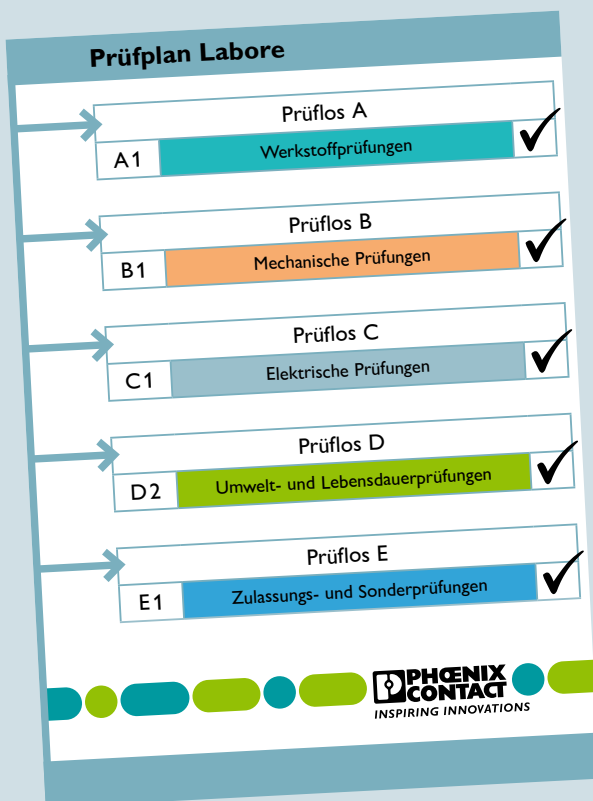 Prüfplan Labore
Prüflos A
A1 Werkstoffprüfungen
Prüflos B
B1 Mechanische Prüfungen
Prüflos C
C1 Elektrische Prüfungen
Prüflos D
D2 Umwelt- und Lebensdauerprüfungen
Prüflos E
E1 Zulassungs- und Sonderprüfungen
PHŒNIX
CONTACT
INSPIRING INNOVATIONS